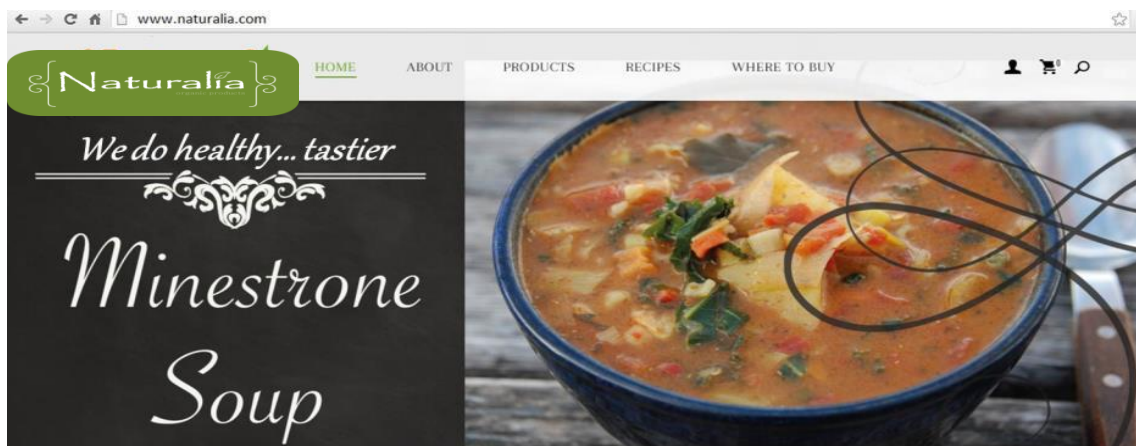 www.naturalia.com
Naturalia
HOME ABOUT PRODUCTS RECIPES WHERE TO BUY
We do healthy... tastier
Minestrone
Soup